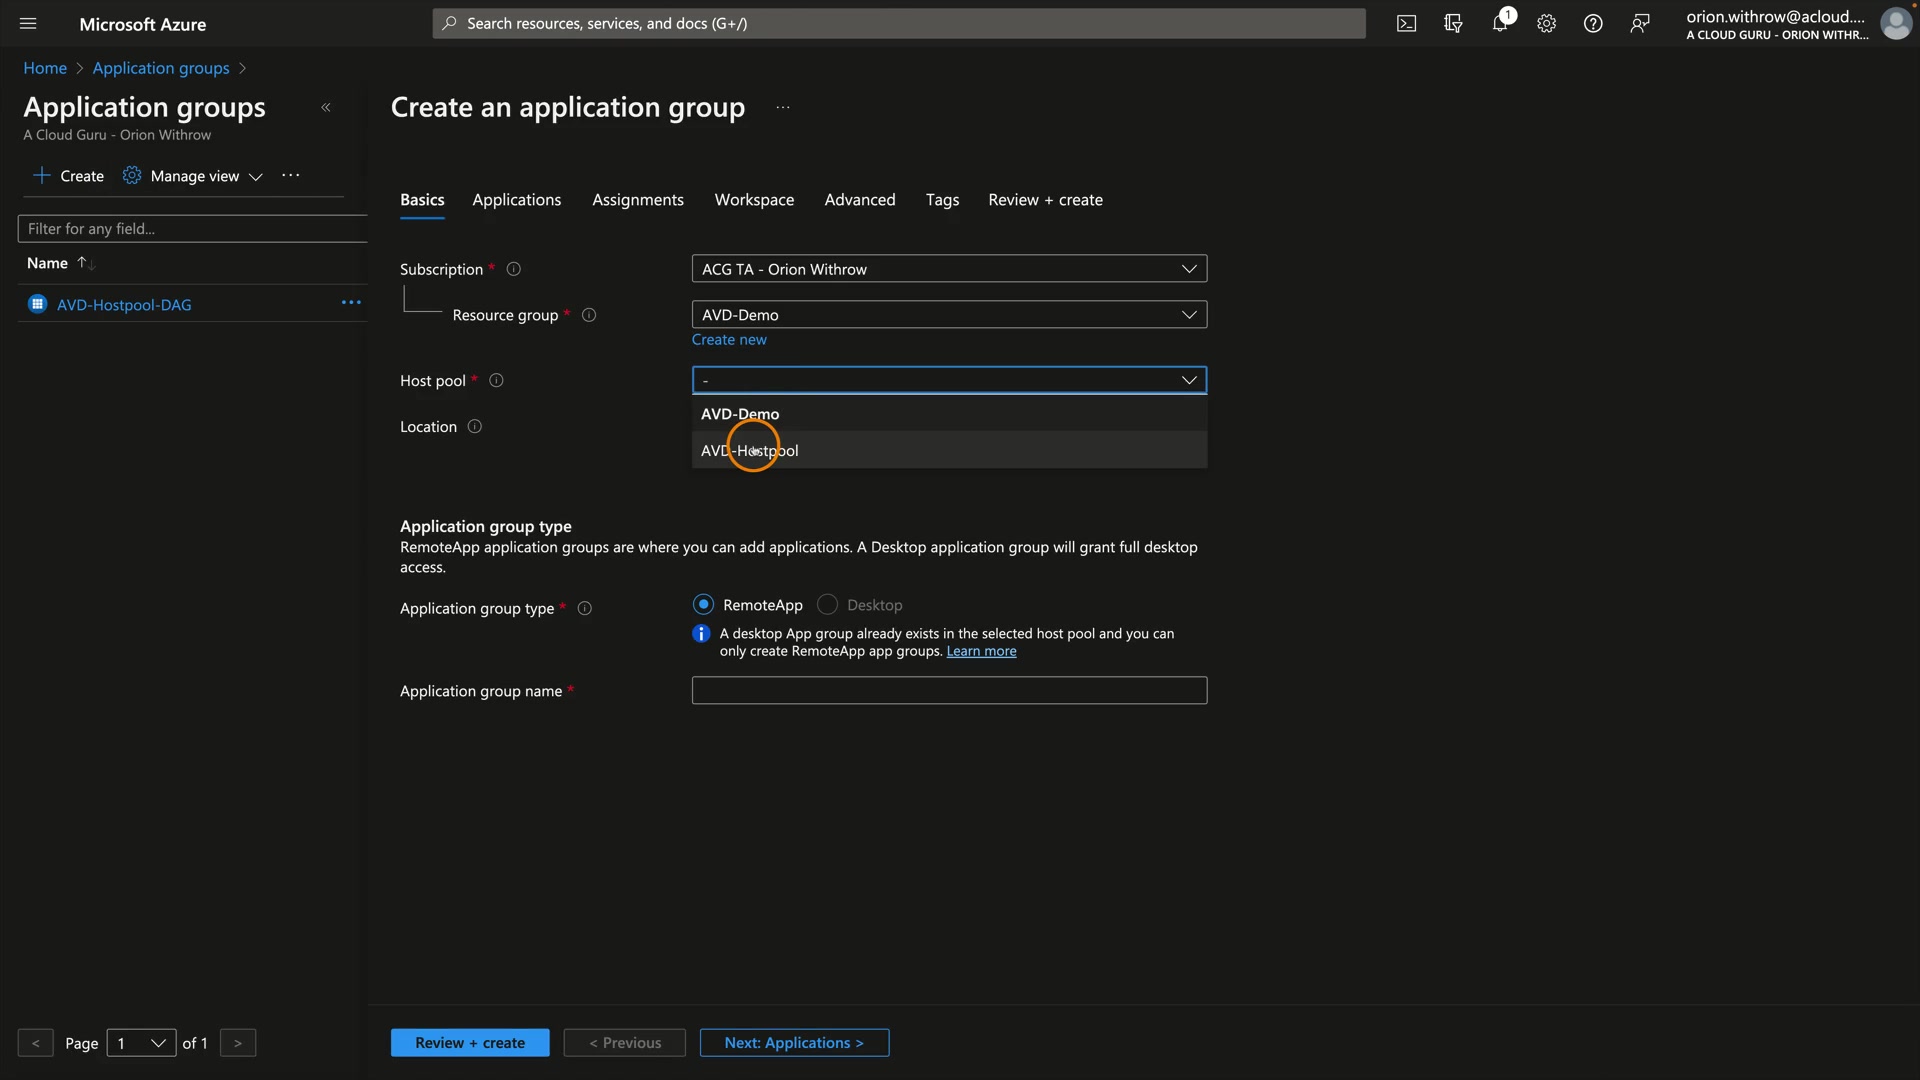 Microsoft Azure
Search resources, services, and docs (G+/)
1
orion.withrow@acloud....
A CLOUD GURU - ORION WITHR...
Home > Application groups >
Application groups «
A Cloud Guru - Orion Withrow
+ Create Manage view ...
Filter for any field...
Name ↑↓
AVD-Hostpool-DAG ...
Create an application group ...
Basics Applications Assignments Workspace Advanced Tags Review + create
Subscription * ACG TA - Orion Withrow
Resource group * AVD-Demo
Create new
Host pool * -
AVD-Demo
Location
AVD-Hostpool
Application group type
RemoteApp application groups are where you can add applications. A Desktop application group will grant full desktop
access.
Application group type * RemoteApp Desktop
A desktop App group already exists in the selected host pool and you can
only create RemoteApp app groups. Learn more
Application group name *
< Page 1 of 1 >
Review + create < Previous Next: Applications >